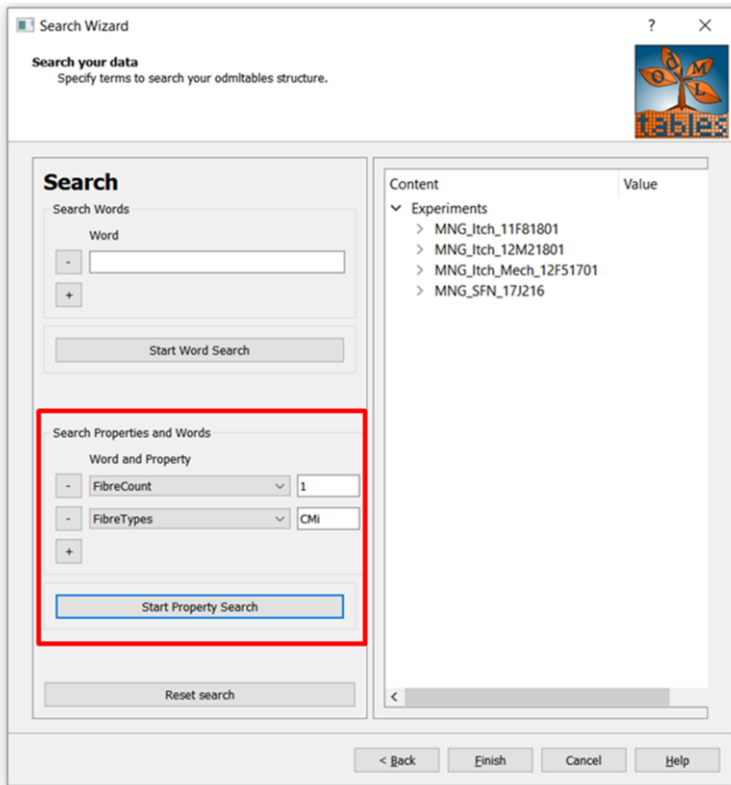 Search Wizard
?
Search your data
Specify terms to search your odmltables structure.
OdML
tables
Search
Search Words
Word
-
+
Start Word Search
Search Properties and Words
Word and Property
- FibreCount 1
- FibreTypes CMi
+
Start Property Search
Reset search
Content Value
Experiments
MNG_Itch_11F81801
MNG_Itch_12M21801
MNG_Itch_Mech_12F51701
MNG_SFN_17J216
< Back Finish Cancel Help